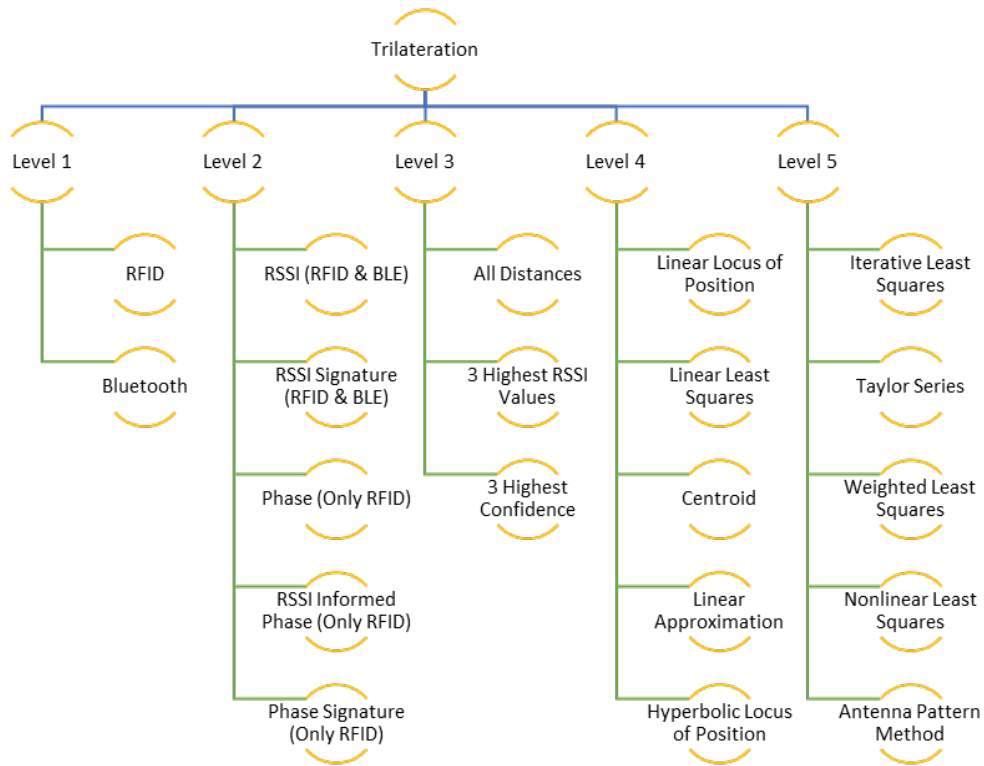 Trilateration
Level 1
Level 2
Level 3
Level 4
Level 5
RFID
Bluetooth
RSSI (RFID & BLE)
RSSI Signature
(RFID & BLE)
Phase (Only RFID)
RSSI Informed
Phase (Only RFID)
Phase Signature
(Only RFID)
All Distances
3 Highest RSSI
Values
3 Highest
Confidence
Linear Locus of
Position
Linear Least
Squares
Centroid
Linear
Approximation
Hyperbolic Locus
of Position
Iterative Least
Squares
Taylor Series
Weighted Least
Squares
Nonlinear Least
Squares
Antenna Pattern
Method